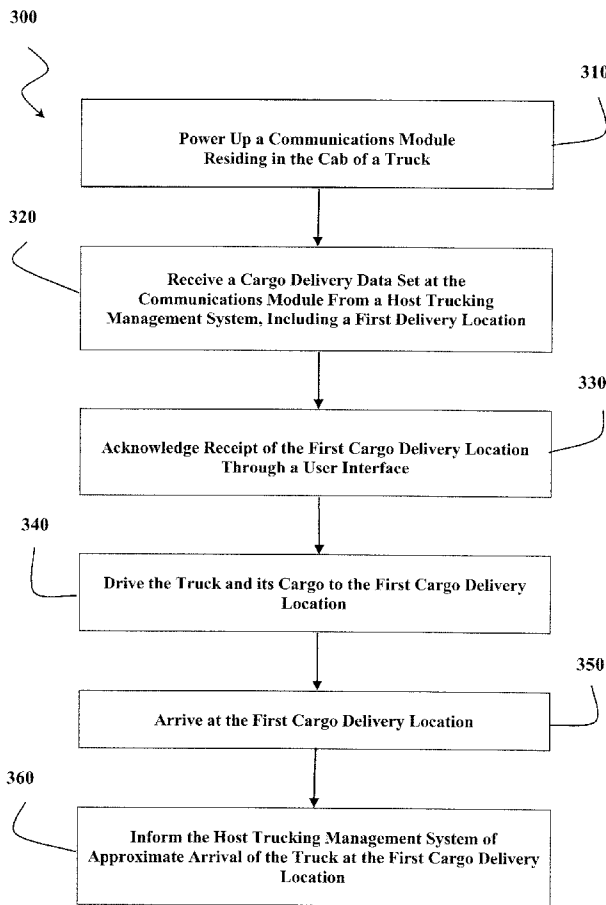 300
310
Power Up a Communications Module
Residing in the Cab of a Truck
320
Receive a Cargo Delivery Data Set at the
Communications Module From a Host Trucking
Management System, Including a First Delivery Location
330
Acknowledge Receipt of the First Cargo Delivery Location
Through a User Interface
340
Drive the Truck and its Cargo to the First Cargo Delivery
Location
350
Arrive at the First Cargo Delivery Location
360
Inform the Host Trucking Management System of
Approximate Arrival of the Truck at the First Cargo Delivery
Location